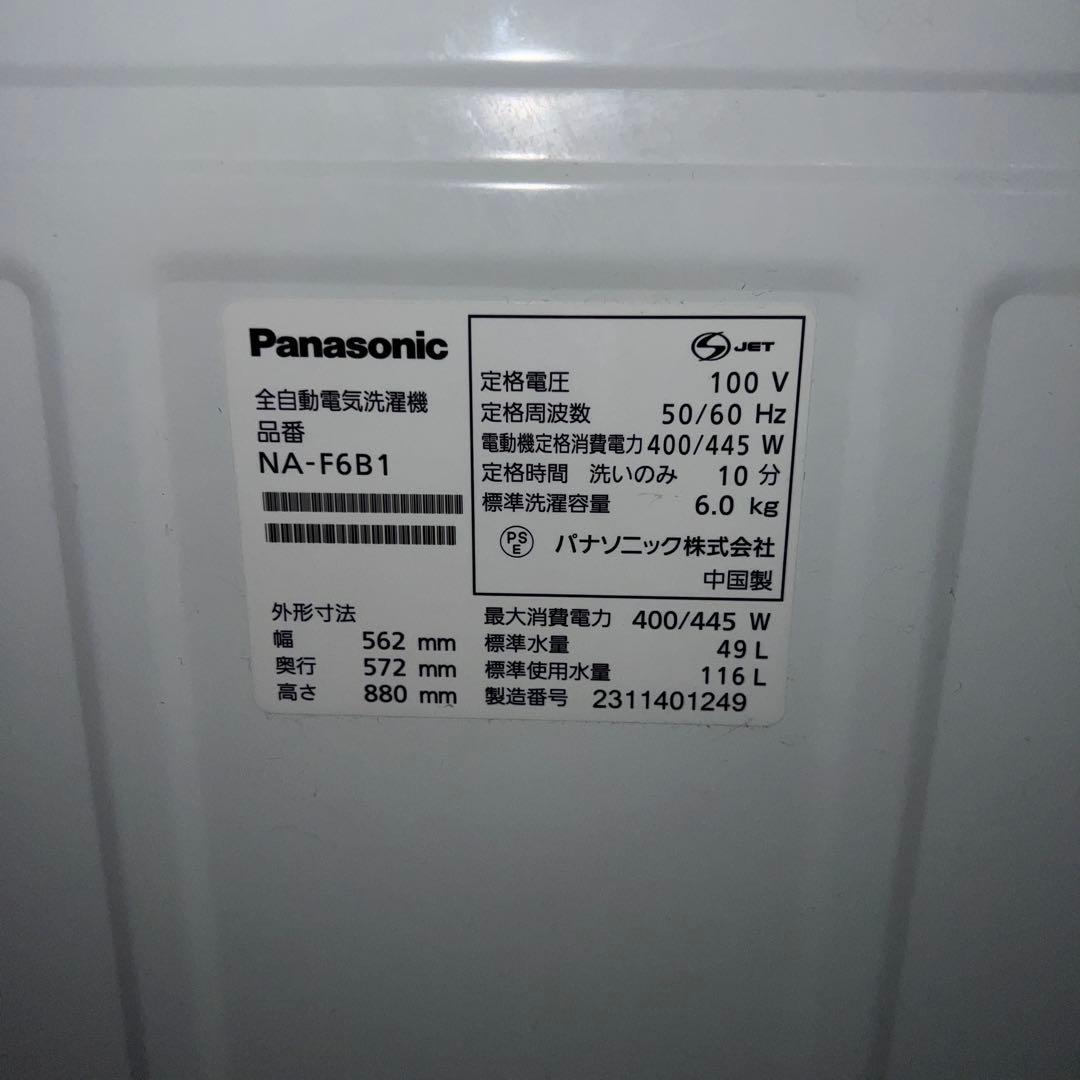 Panasonic
全自動電気洗濯機
品番
NA-F6B1
外形寸法
幅 562 mm
奥行 572 mm
高さ 880 mm
JET
定格電圧 100 V
定格周波数 50/60 Hz
電動機定格消費電力 400/445 W
定格時間 洗いのみ 10 分
標準洗濯容量 6.0 kg
PS
E
パナソニック株式会社
中国製
最大消費電力 400/445 W
標準水量 49 L
標準使用水量 116 L
製造番号 2311401249